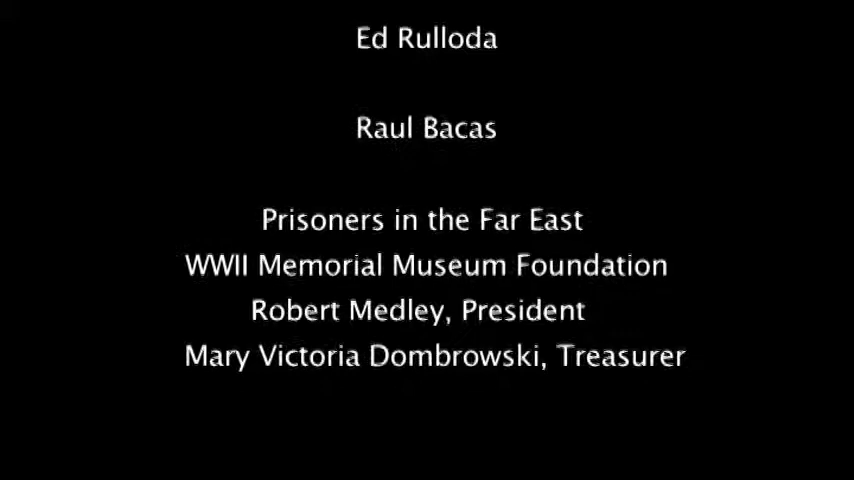 Ed Rulloda
Raul Bacas
Prisoners in the Far East
WWII Memorial Museum Foundation
Robert Medley, President
Mary Victoria Dombrowski, Treasurer